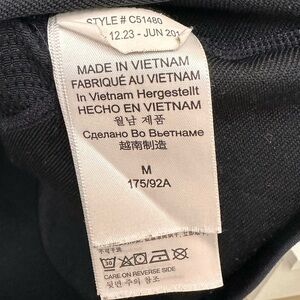 STYLE # C51480
12.23 - JUN 201
MADE IN VIETNAM
FABRIQUÉ AU VIETNAM
In Vietnam Hergestellt
HECHO EN VIETNAM
월남 제품
Сделано Во Вьетнаме
越南制造
M
175/92A
CARE ON REVERSE SIDE
뒷면 주의 참조